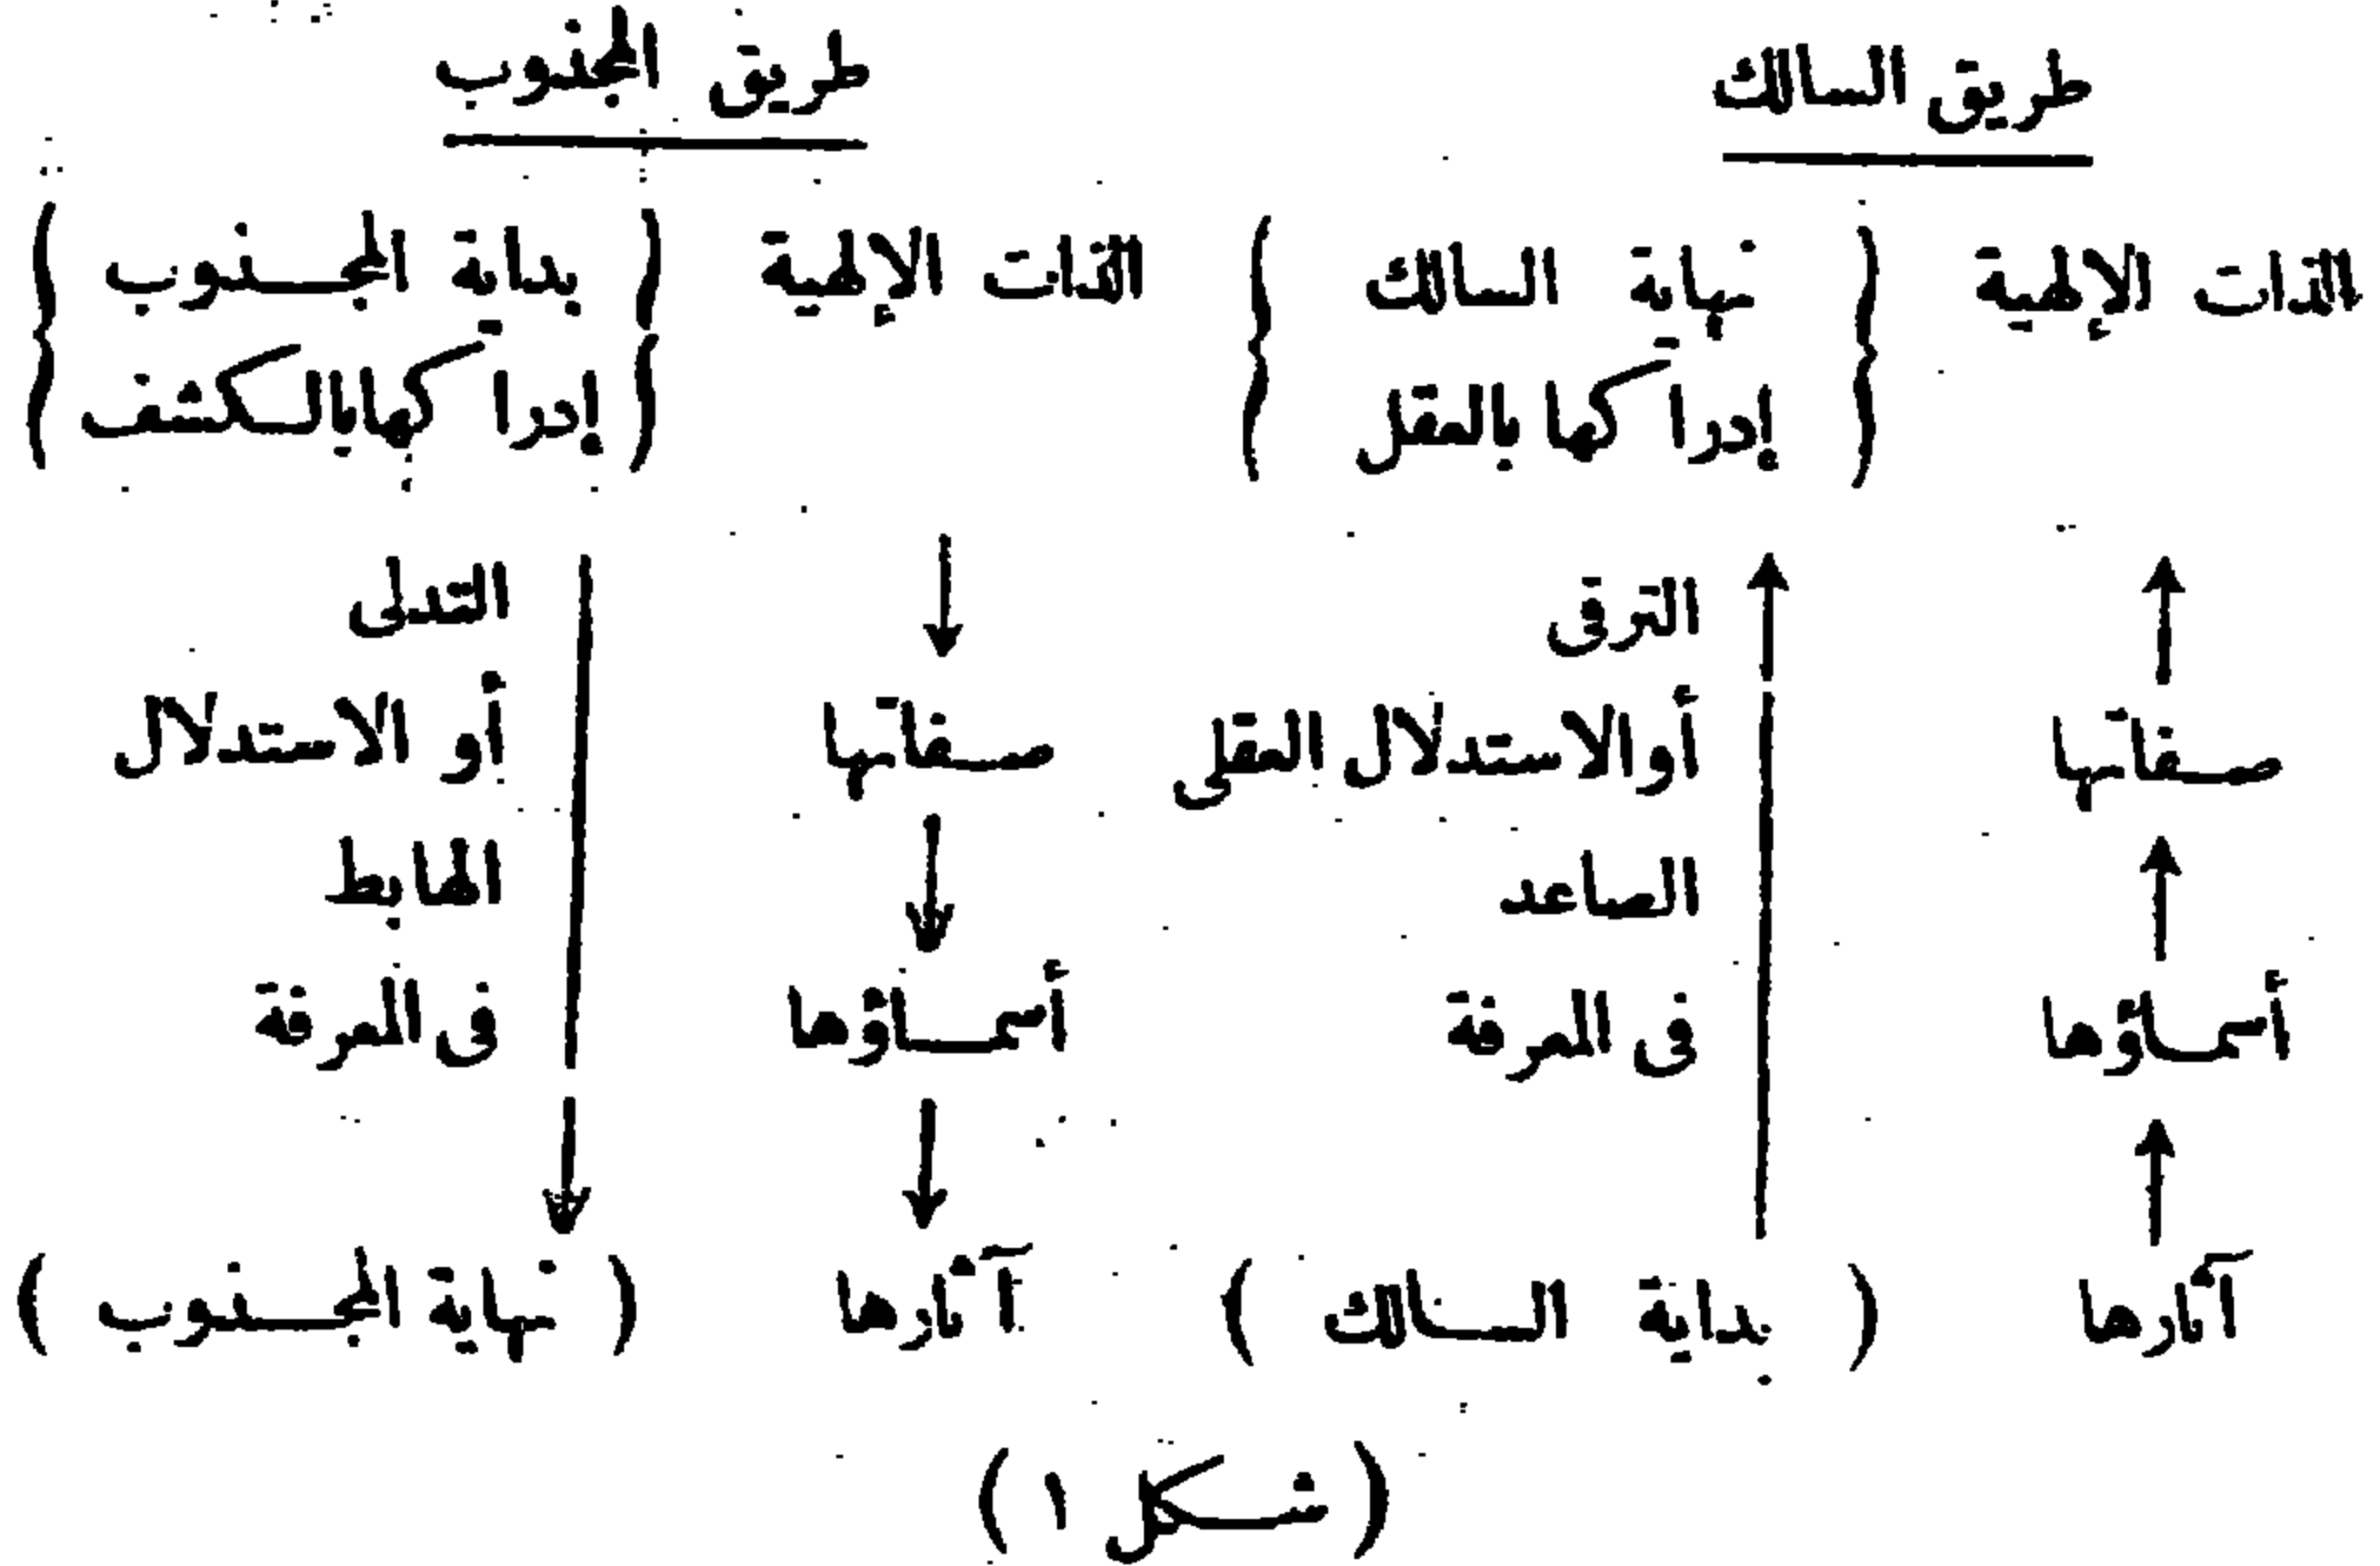 طريق السالك
الذات الإلهية ( نهاية السالك )
( إدراكها بالعقل )
الترقى
صفاتها أو الاستدلال العقلى
الصاعد
أسماؤها فى المعرفة
آثارها ( بداية السالك )
طريق المجذوب
الذات الإلهية ( بداية المجذوب )
( إدراكها بالكشف )
التدلى
صفاتها أو الاستدلال
الهابط
أسماؤها فى المعرفة
آثارها ( نهاية المجذوب )
( شكل ١ )